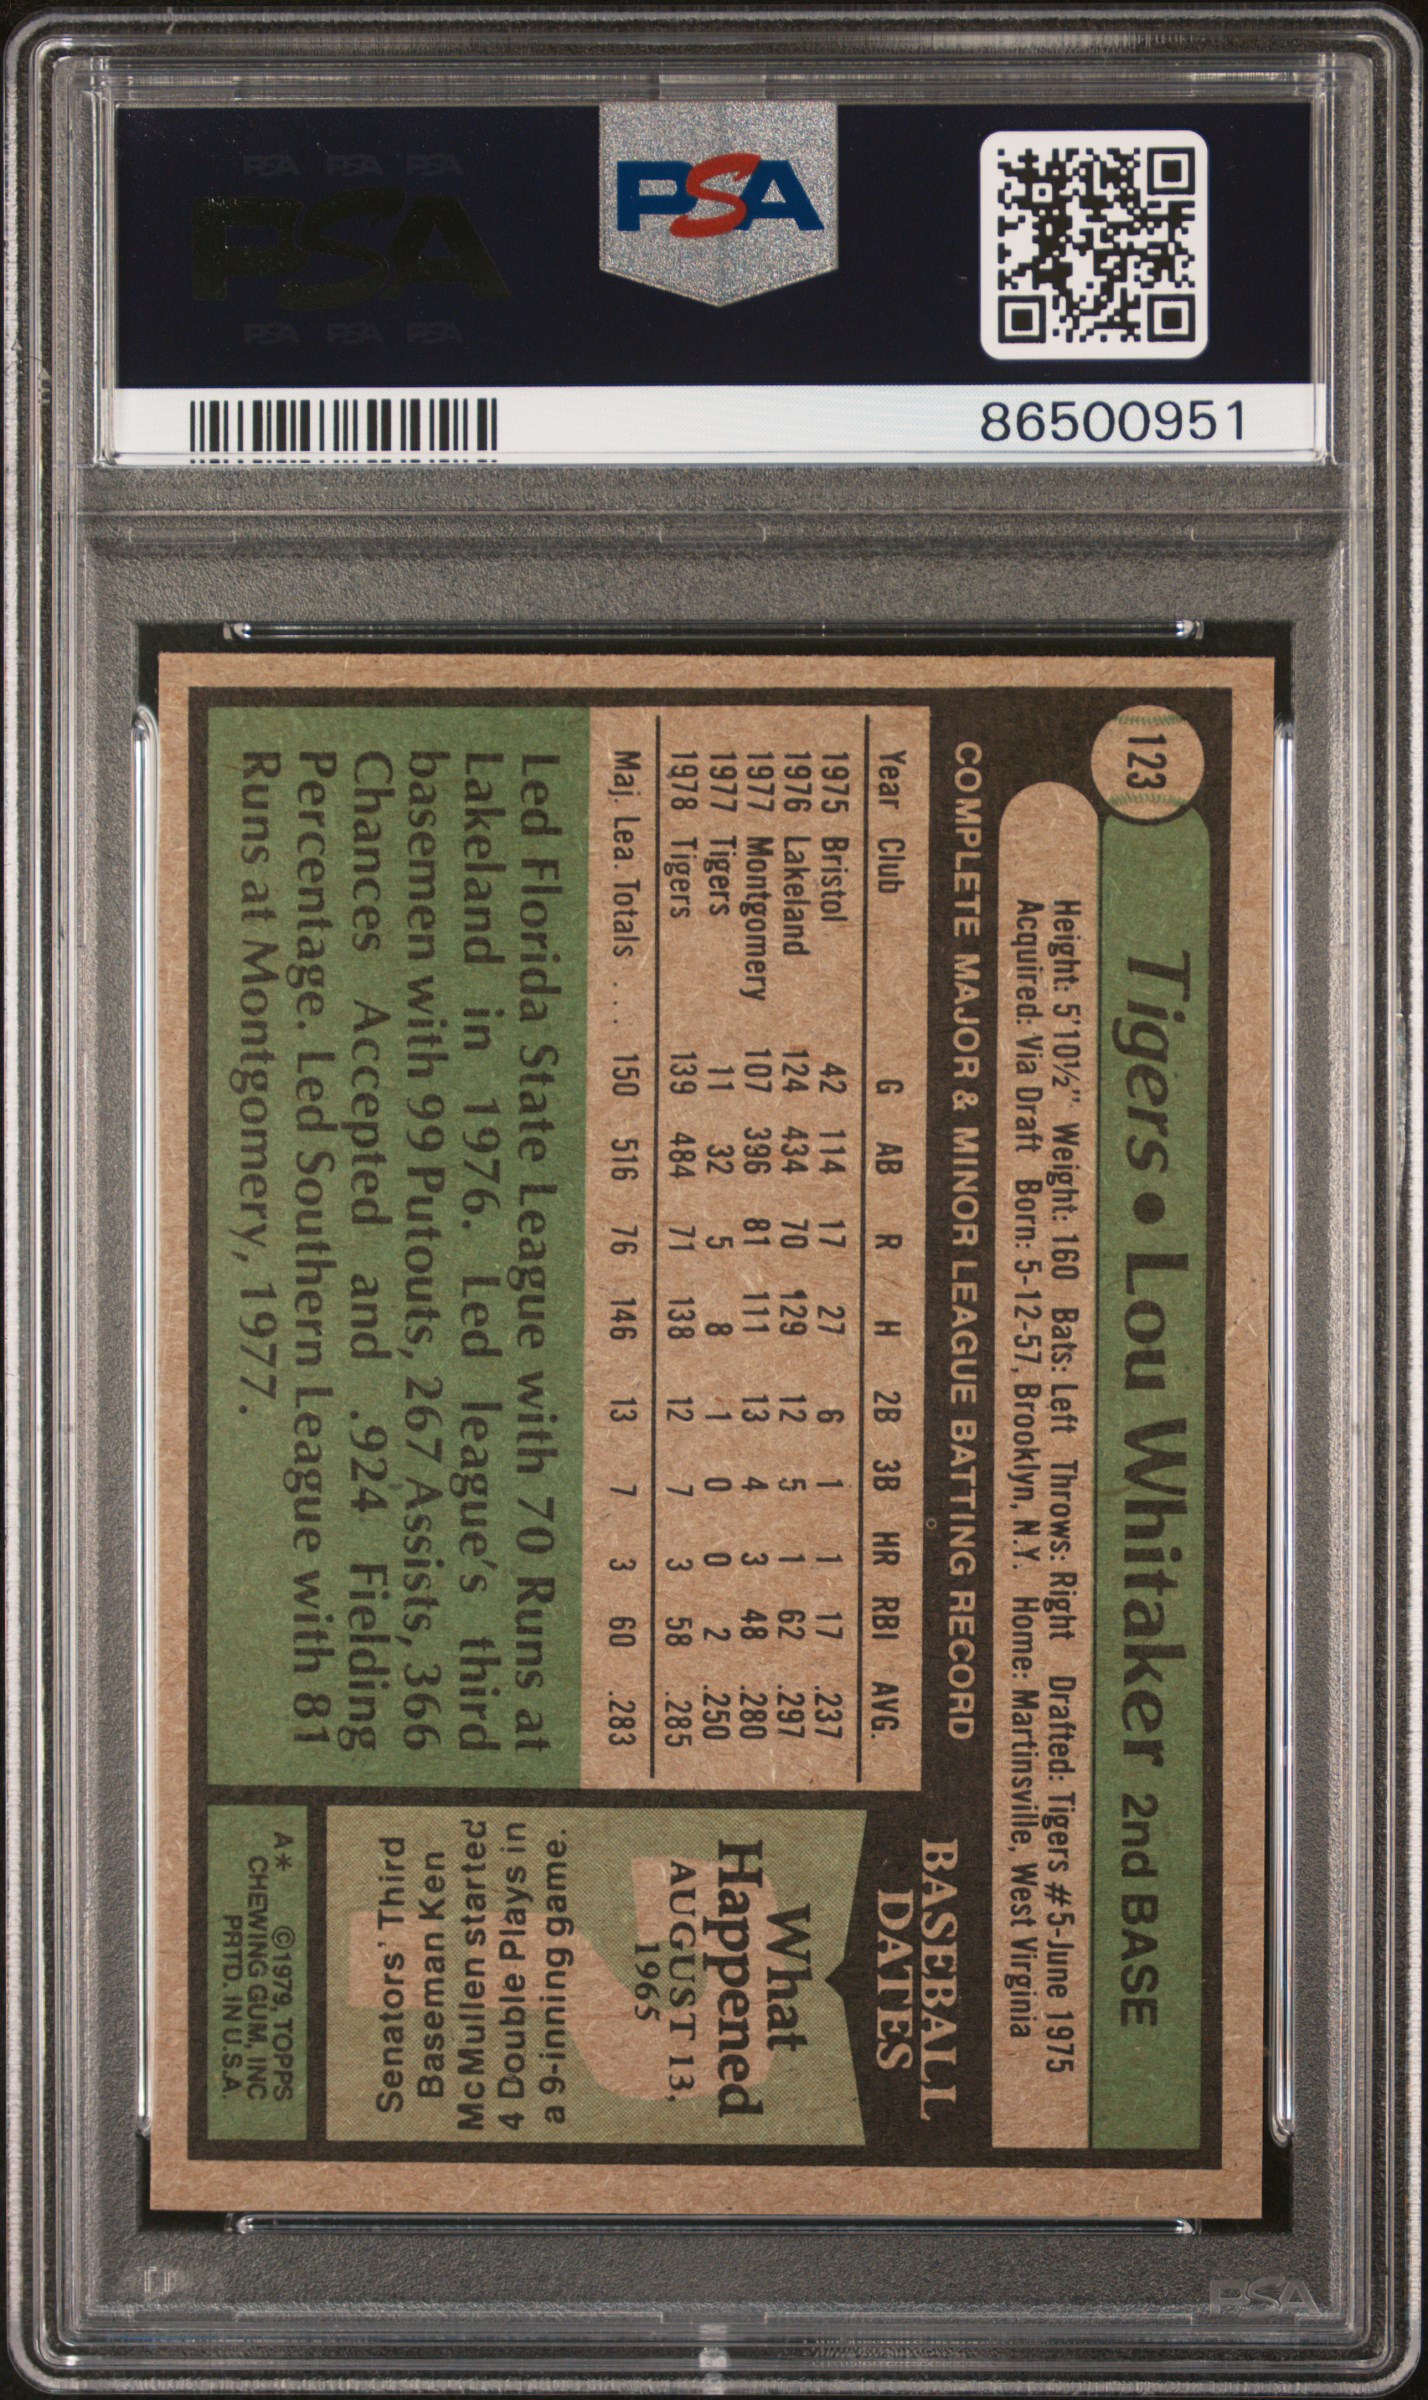 PSA PSA PSA
PSA
PSA PSA PSA
PSA
86500951
123
Tigers • Lou Whitaker 2nd BASE
Height: 5'10½" Weight: 160 Bats: Left Throws: Right Drafted: Tigers #5-June 1975
Acquired: Via Draft Born: 5-12-57, Brooklyn, N.Y. Home: Martinsville, West Virginia
COMPLETE MAJOR & MINOR LEAGUE BATTING RECORD
Year Club G AB R H 2B 3B HR RBI AVG.
1975 Bristol 42 114 17 27 6 1 1 17 .237
1976 Lakeland 124 434 70 129 12 5 1 62 .297
1977 Montgomery 107 396 81 111 13 4 3 48 .280
1977 Tigers 11 32 5 8 1 0 0 2 .250
1978 Tigers 139 484 71 138 12 7 3 58 .285
Maj. Lea. Totals . . . 150 516 76 146 13 7 3 60 .283
Led Florida State League with 70 Runs at
Lakeland in 1976. Led league's third
basemen with 99 Putouts, 267 Assists, 366
Chances Accepted and .924 Fielding
Percentage. Led Southern League with 81
Runs at Montgomery, 1977.
BASEBALL
DATES
What
Happened
AUGUST 13,
1965
a 9-inning game.
4 Double Plays in
McMullen started
Baseman Ken
Senators' Third
A* ©1979, TOPPS
CHEWING GUM, INC
PRTD. IN U.S.A.
PSA